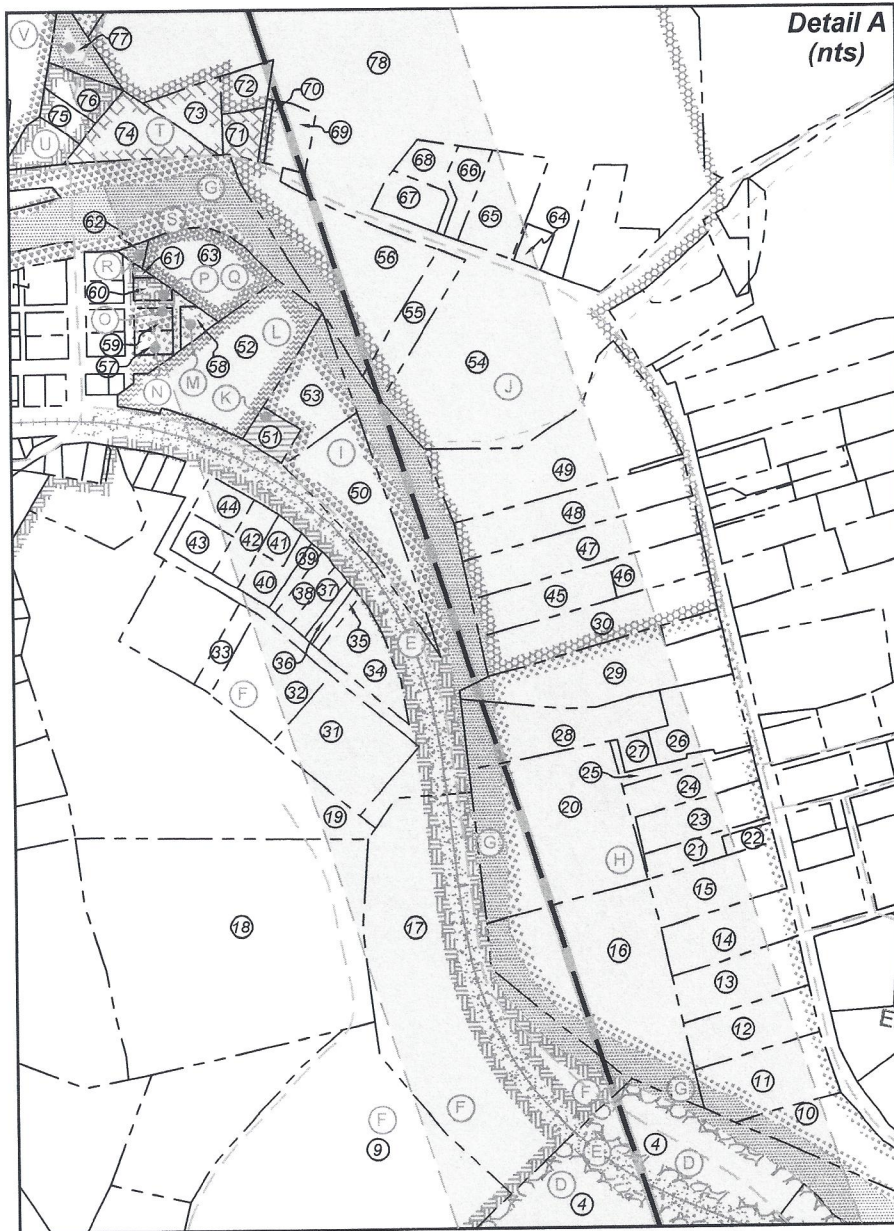 Detail A
(nts)
V
77
78
72
70
76
75
73
69
74
T
71
U
68
66
67
G
65
64
62
S
56
R
61
63
P
Q
60
55
O
59
L
52
58
54
57
M
J
N
K
53
51
I
49
50
44
48
43
42
41
39
47
46
40
38
37
45
35
30
E
36
34
33
29
F
32
31
28
27
26
25
24
20
19
23
G
21
22
H
15
18
17
16
14
13
12
E
11
F
F
F
G
10
9
4
E
D
D
4